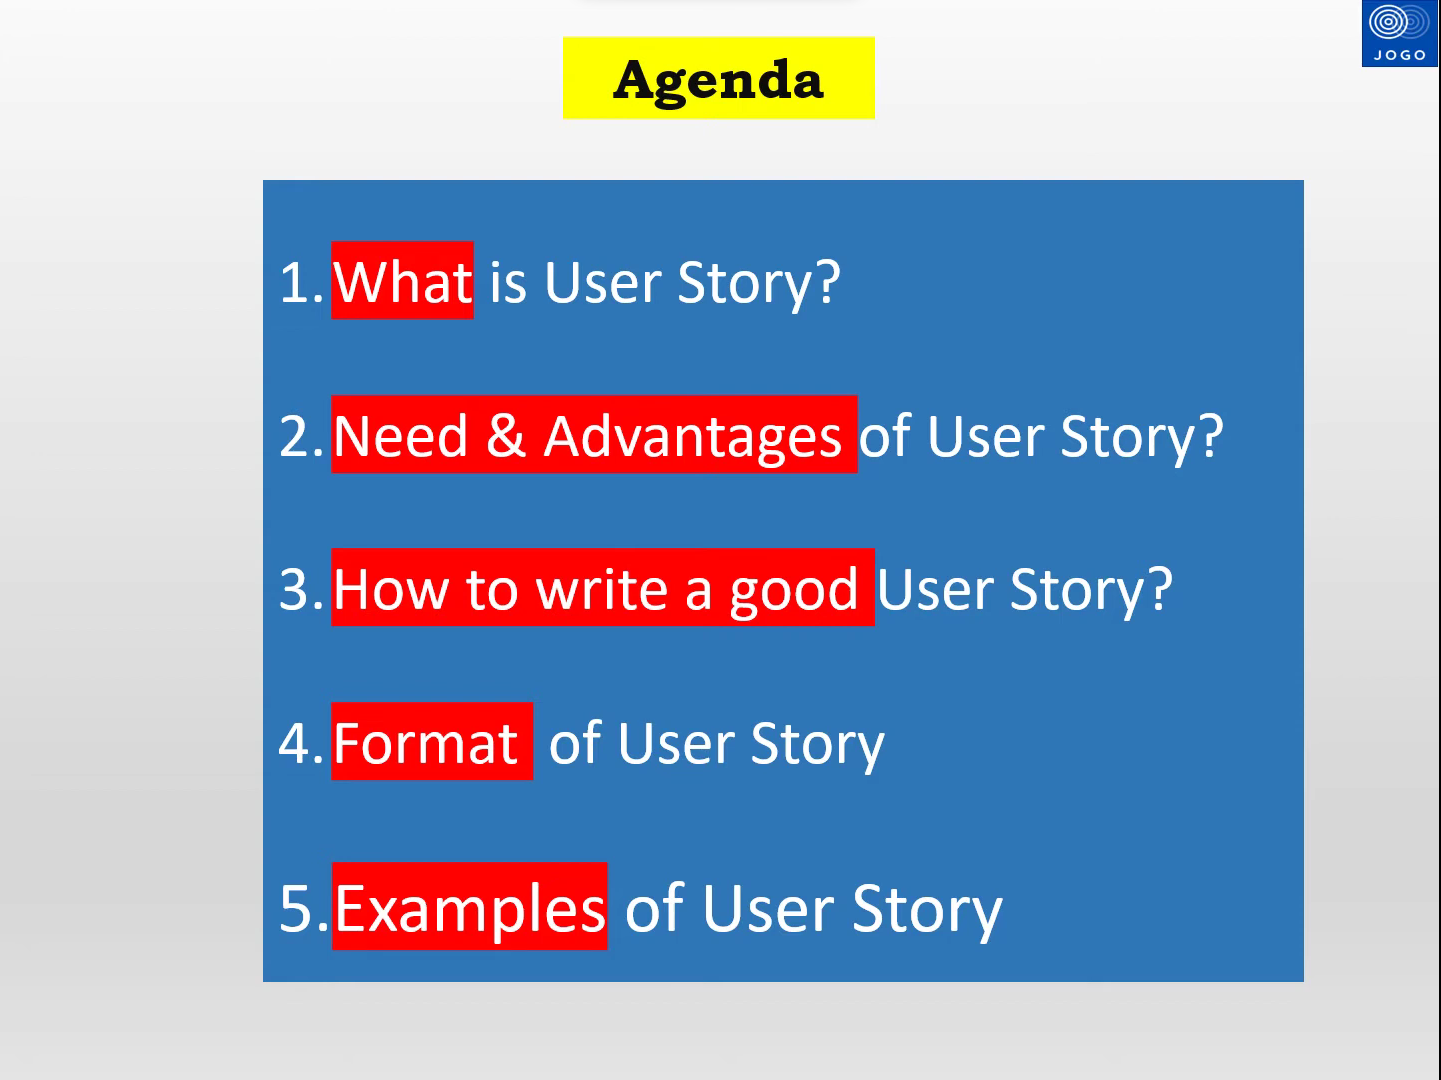 JOGO
Agenda
1. What is User Story?
2. Need & Advantages of User Story?
3. How to write a good User Story?
4. Format of User Story
5. Examples of User Story